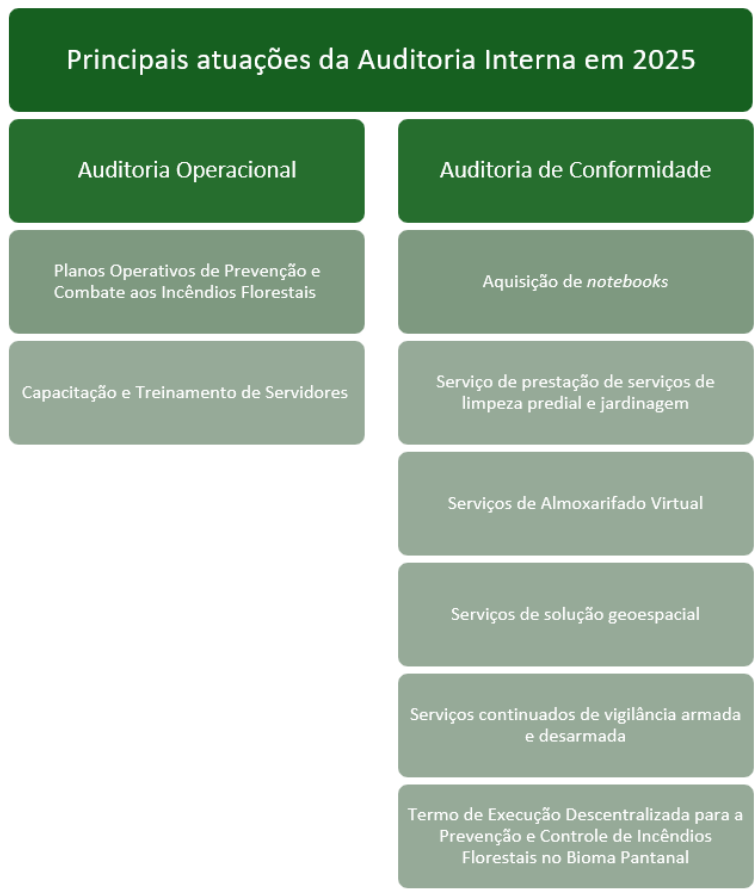 Principais atuações da Auditoria Interna em 2025
Auditoria Operacional
Planos Operativos de Prevenção e
Combate aos Incêndios Florestais
Capacitação e Treinamento de Servidores
Auditoria de Conformidade
Aquisição de notebooks
Serviço de prestação de serviços de
limpeza predial e jardinagem
Serviços de Almoxarifado Virtual
Serviços de solução geoespacial
Serviços continuados de vigilância armada
e desarmada
Termo de Execução Descentralizada para a
Prevenção e Controle de Incêndios
Florestais no Bioma Pantanal